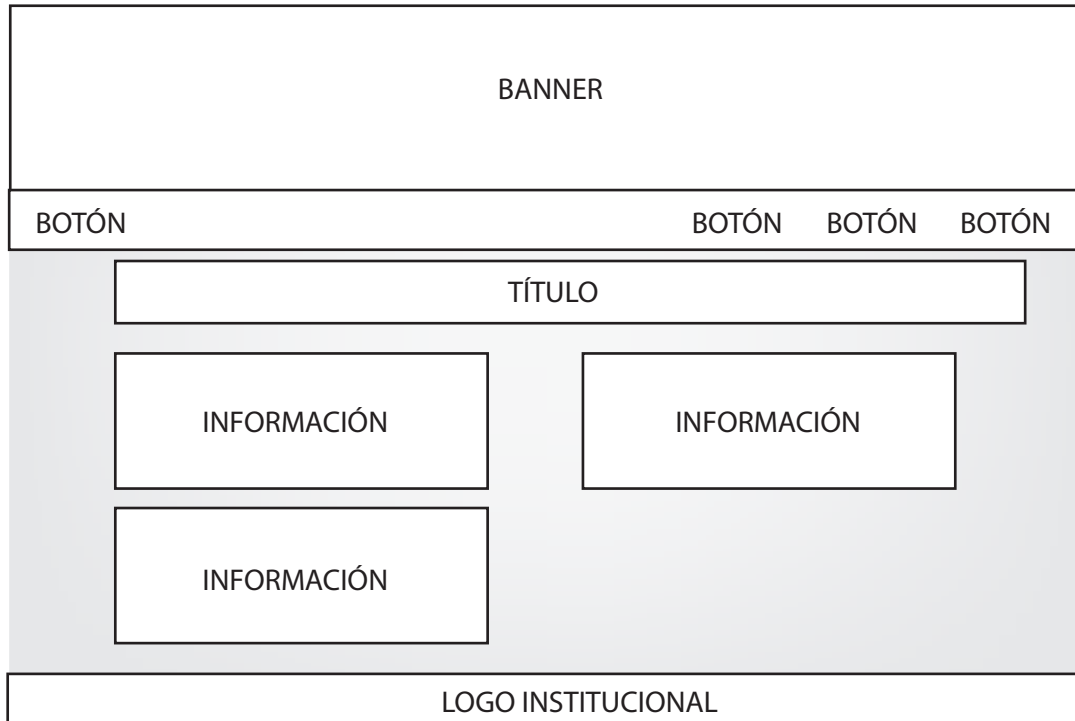 BANNER
BOTÓN BOTÓN BOTÓN BOTÓN
TÍTULO
INFORMACIÓN INFORMACIÓN
INFORMACIÓN
LOGO INSTITUCIONAL